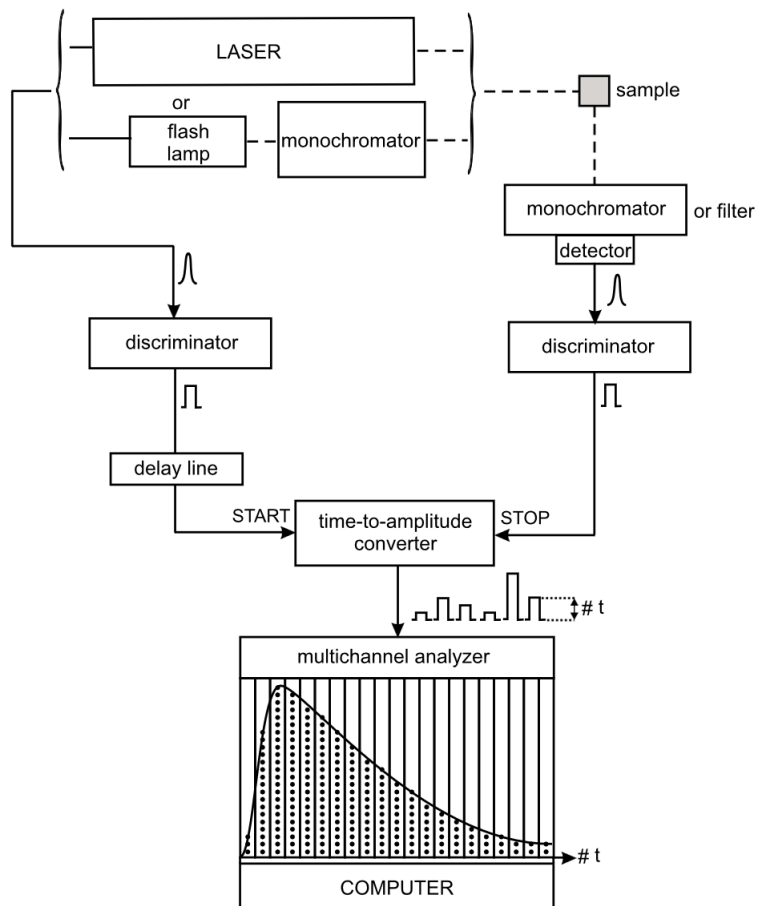 LASER
or
flash
lamp
monochromator
sample
monochromator
or filter
detector
discriminator
discriminator
delay line
START
time-to-amplitude
converter
STOP
# t
multichannel analyzer
# t
COMPUTER